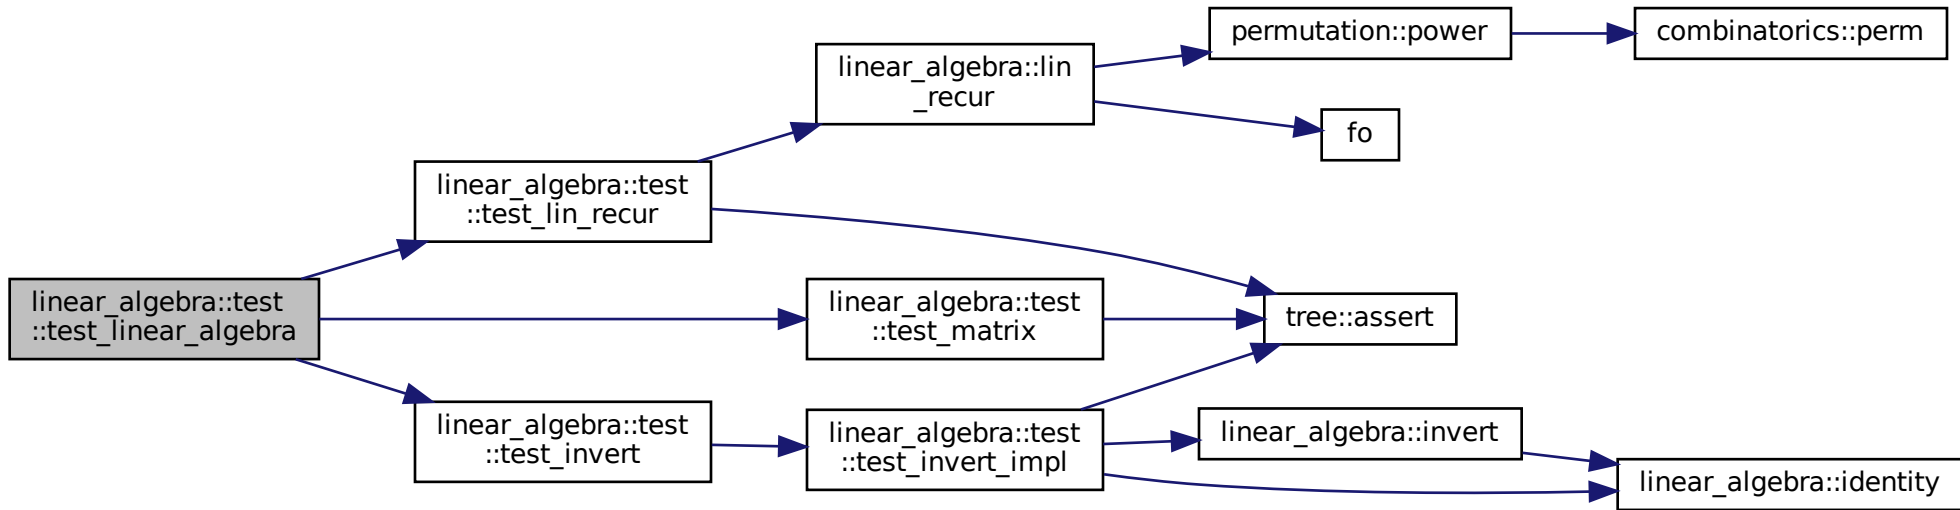 permutation::power
combinatorics::perm
linear_algebra::lin
_recur
fo
linear_algebra::test
::test_lin_recur
linear_algebra::test
::test_linear_algebra
linear_algebra::test
::test_matrix
tree::assert
linear_algebra::test
::test_invert
linear_algebra::test
::test_invert_impl
linear_algebra::invert
linear_algebra::identity